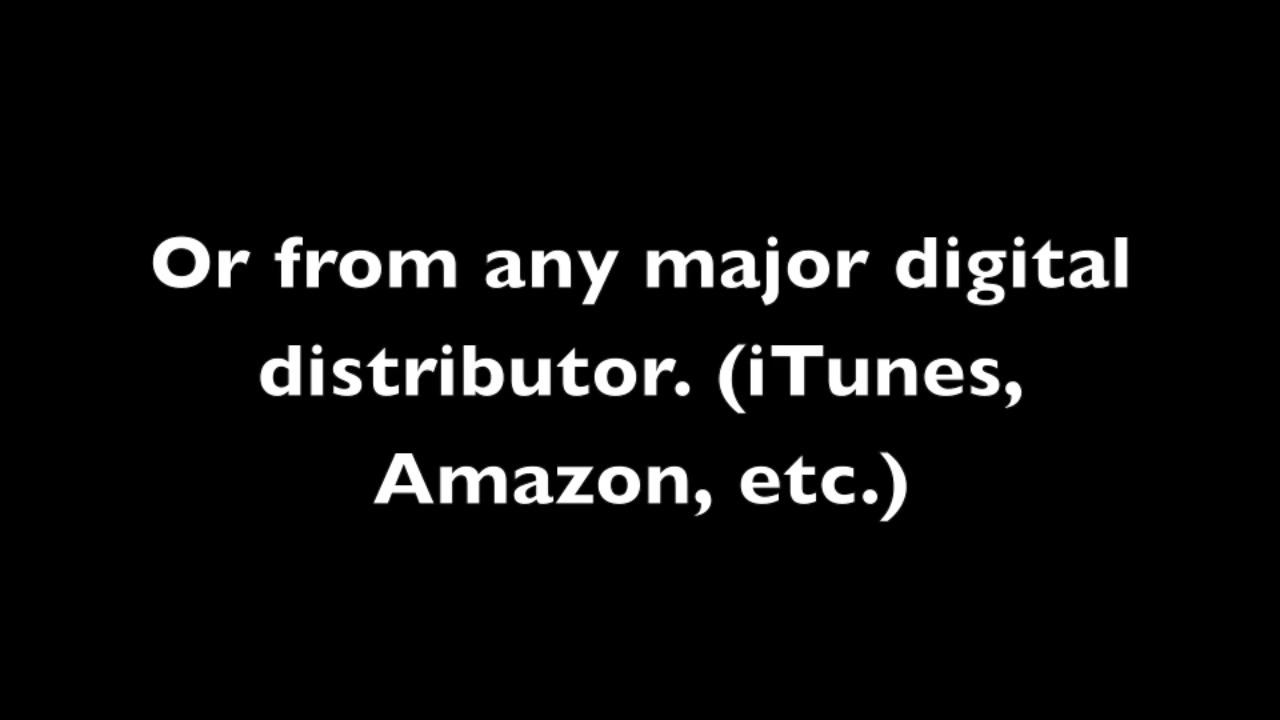 Or from any major digital
distributor. (iTunes,
Amazon, etc.)